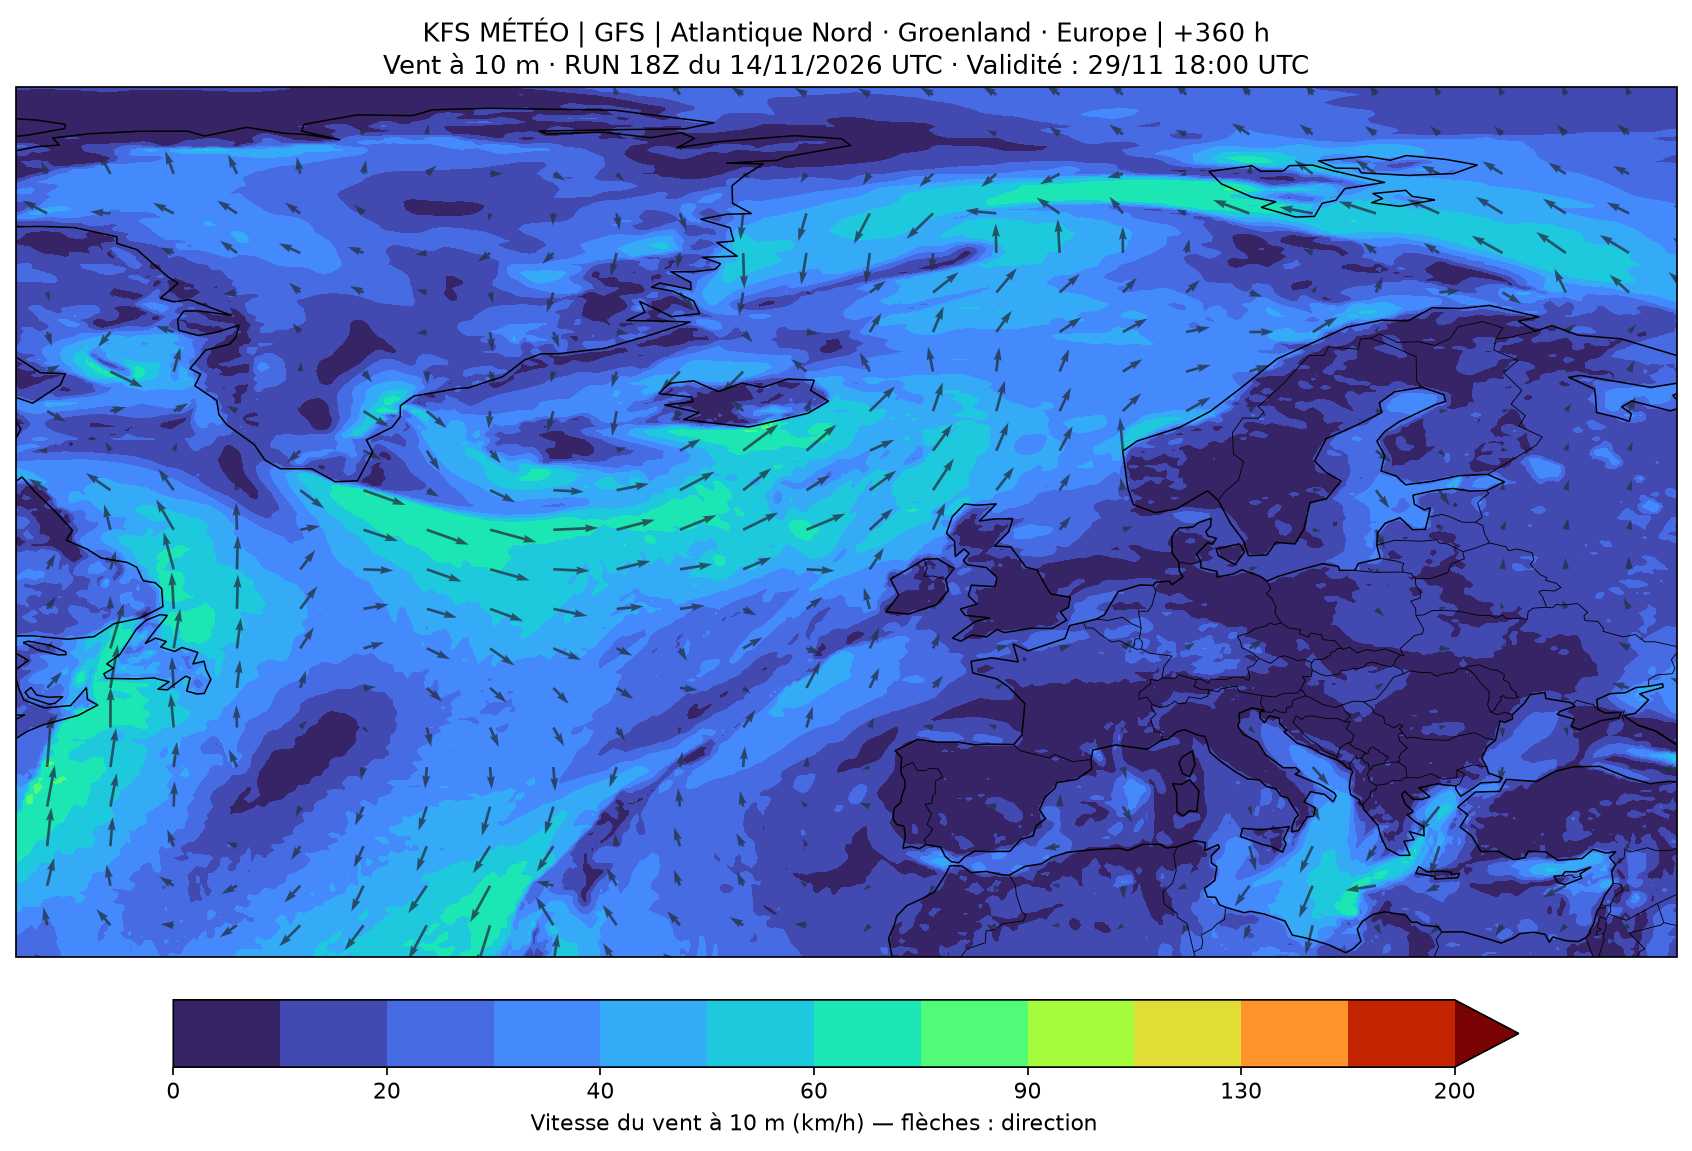 KFS MÉTÉO | GFS | Atlantique Nord · Groenland · Europe | +360 h
Vent à 10 m · RUN 18Z du 14/11/2026 UTC · Validité : 29/11 18:00 UTC
0 20 40 60 90 130 200
Vitesse du vent à 10 m (km/h) — flèches : direction